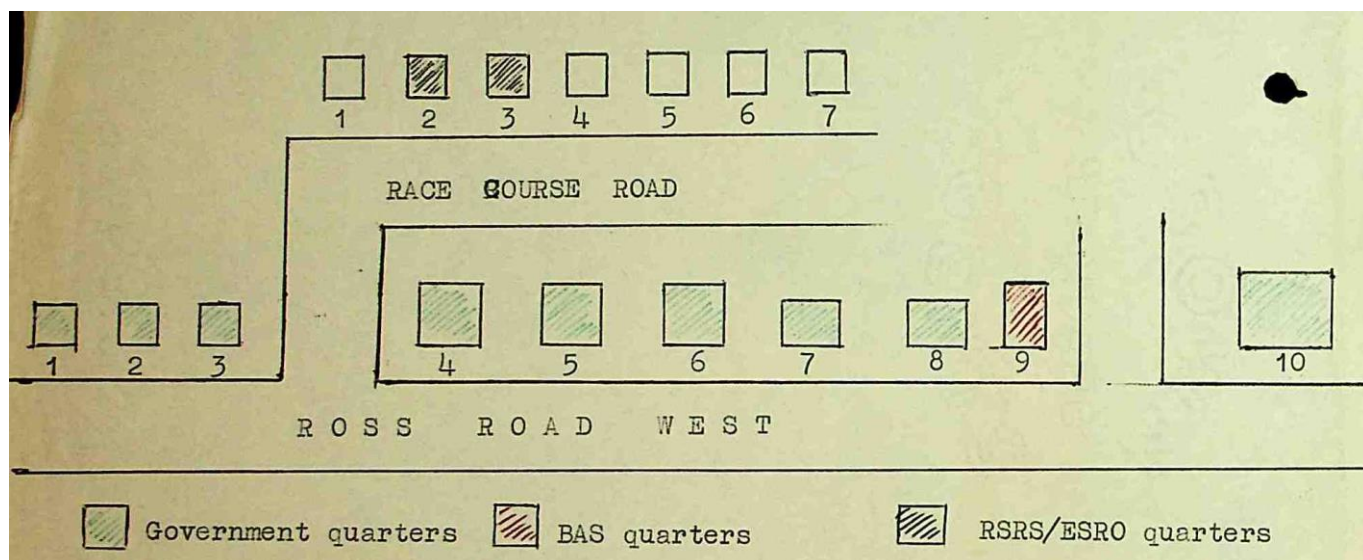 1 2 3 4 5 6 7
RACE COURSE ROAD
1 2 3 4 5 6 7 8 9 10
ROSS ROAD WEST
Government quarters BAS quarters RSRS/ESRO quarters